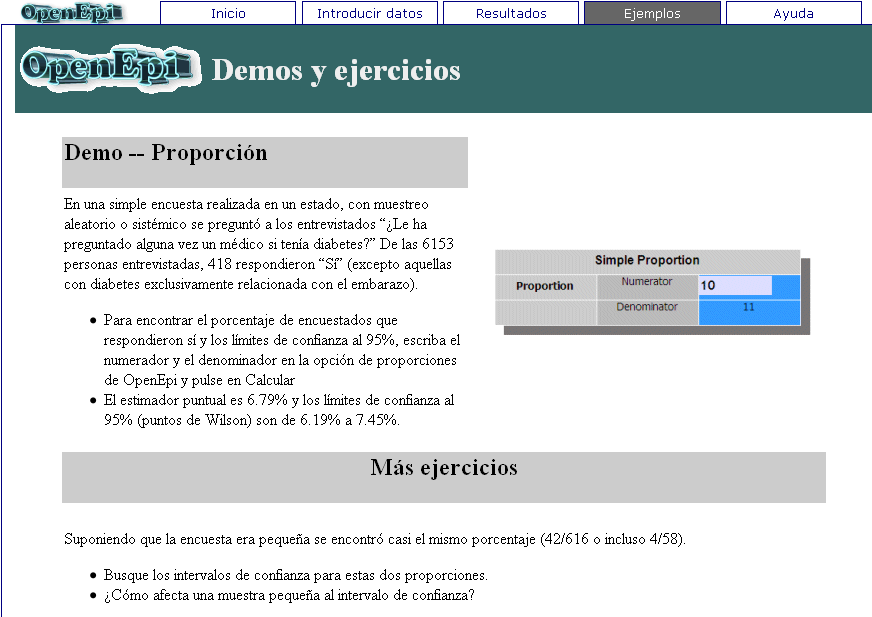 OpenEpi
Inicio
Introducir datos
Resultados
Ejemplos
Ayuda
OpenEpi
Demos y ejercicios
Demo -- Proporción
En una simple encuesta realizada en un estado, con muestreo
aleatorio o sistémico se preguntó a los entrevistados “¿Le ha
preguntado alguna vez un médico si tenía diabetes?” De las 6153
personas entrevistadas, 418 respondieron “Sí” (excepto aquellas
con diabetes exclusivamente relacionada con el embarazo).
• Para encontrar el porcentaje de encuestados que
respondieron sí y los límites de confianza al 95%, escriba el
numerador y el denominador en la opción de proporciones
de OpenEpi y pulse en Calcular
• El estimador puntual es 6.79% y los límites de confianza al
95% (puntos de Wilson) son de 6.19% a 7.45%.
Simple Proportion
Proportion
Numerator
10
Denominator
11
Más ejercicios
Suponiendo que la encuesta era pequeña se encontró casi el mismo porcentaje (42/616 o incluso 4/58).
• Busque los intervalos de confianza para estas dos proporciones.
• ¿Cómo afecta una muestra pequeña al intervalo de confianza?